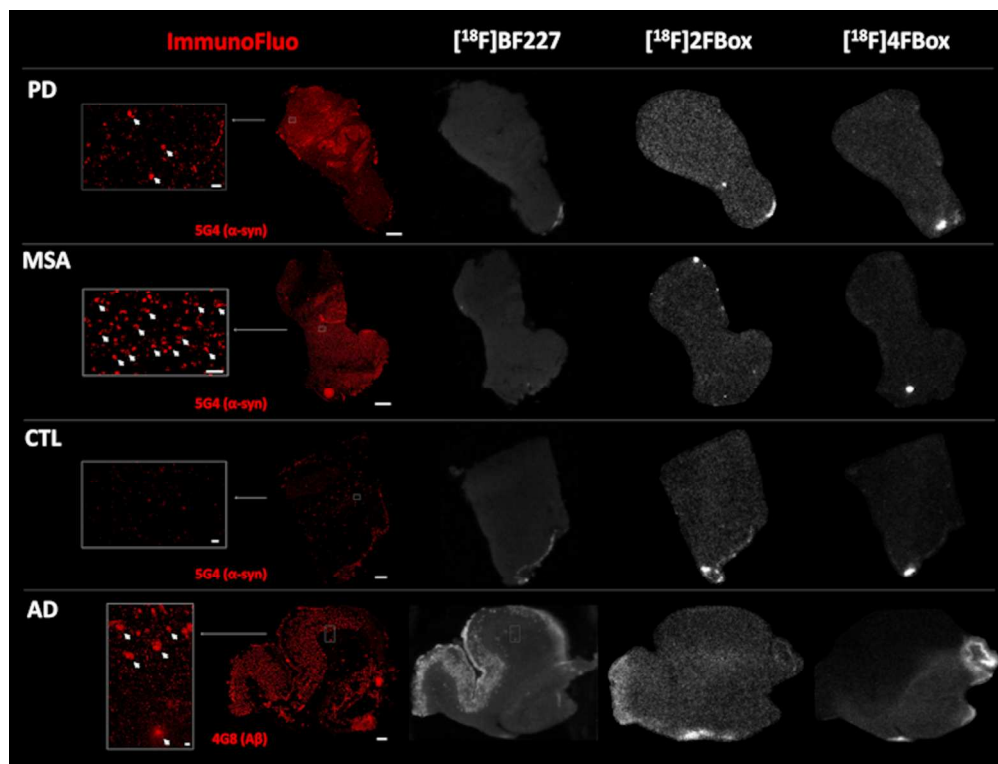 ImmunoFluo [¹⁸F]BF227 [¹⁸F]2FBox [¹⁸F]4FBox
PD
5G4 (α-syn)
MSA
5G4 (α-syn)
CTL
5G4 (α-syn)
AD
4G8 (Aβ)